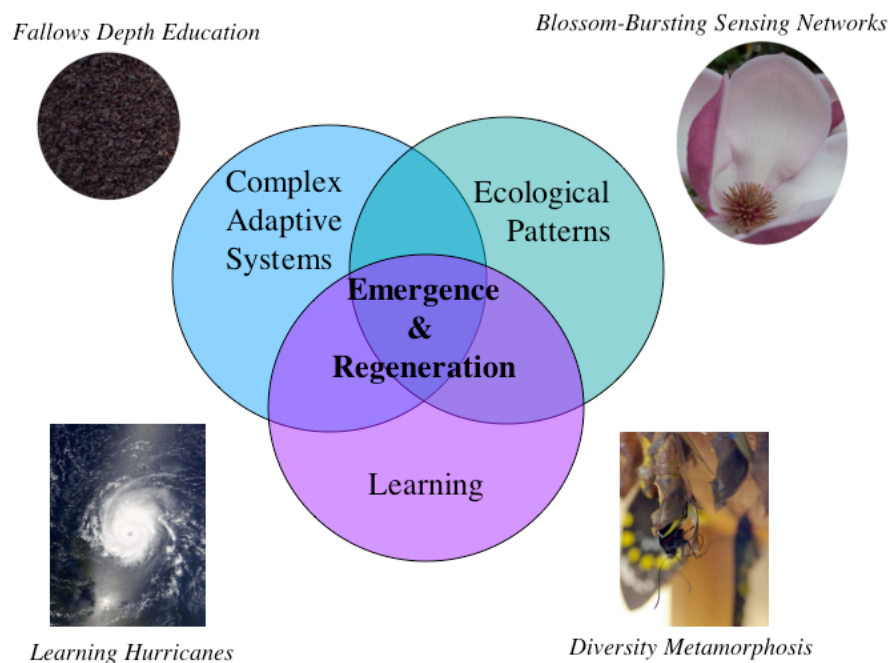 Fallows Depth Education
Blossom-Bursting Sensing Networks
Complex
Adaptive
Systems
Ecological
Patterns
Emergence
&
Regeneration
Learning
Learning Hurricanes
Diversity Metamorphosis